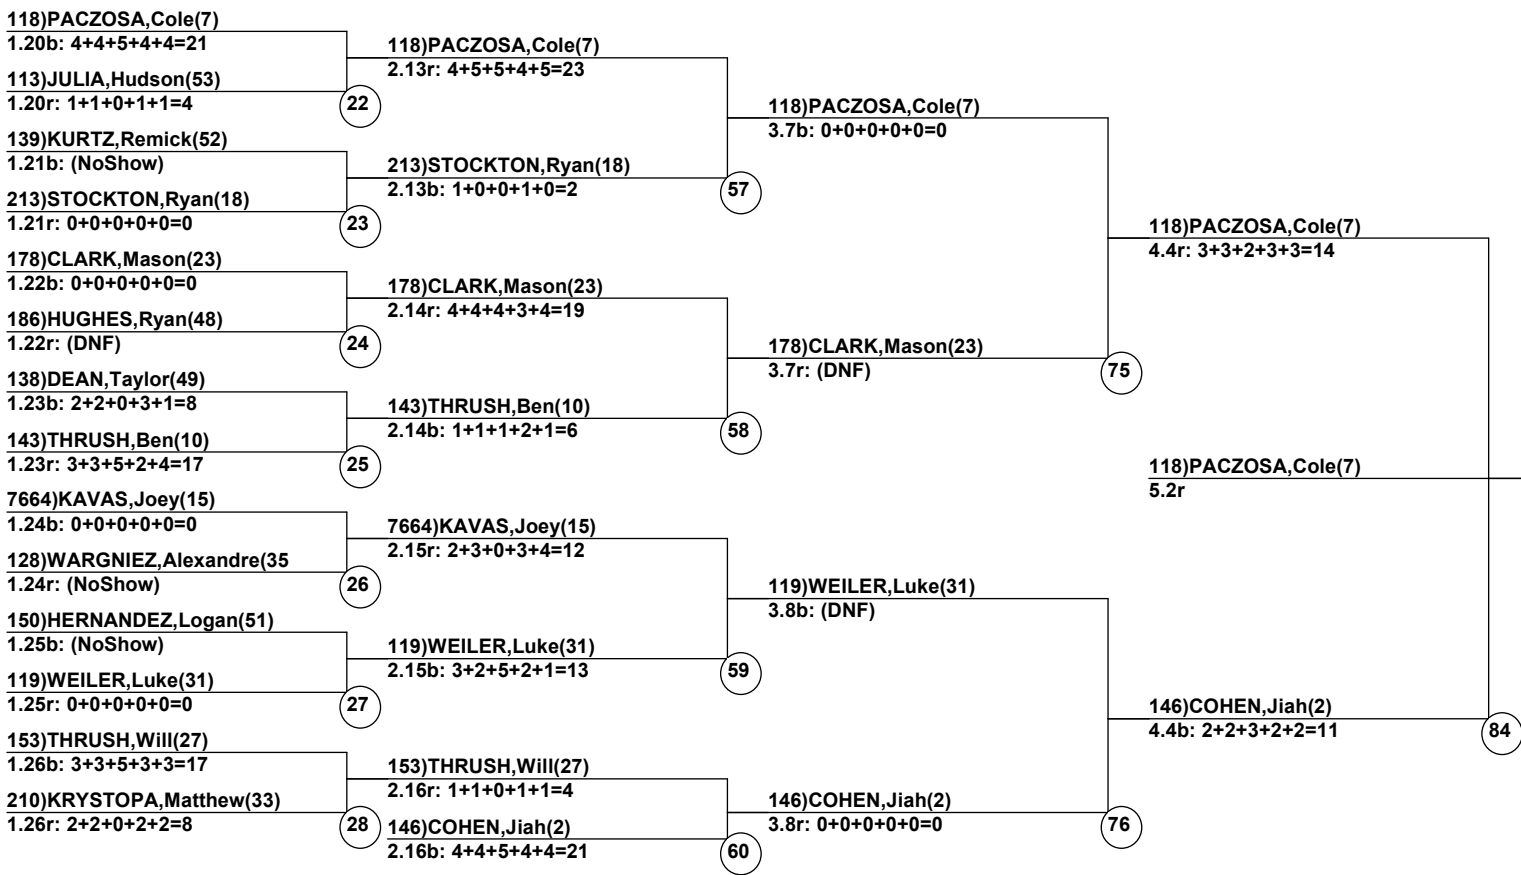 118)PACZOSA,Cole(7)
1.20b: 4+4+5+4+4=21
113)JULIA,Hudson(53)
1.20r: 1+1+0+1+1=4
22
139)KURTZ,Remick(52)
1.21b: (NoShow)
213)STOCKTON,Ryan(18)
1.21r: 0+0+0+0+0=0
23
178)CLARK,Mason(23)
1.22b: 0+0+0+0+0=0
186)HUGHES,Ryan(48)
1.22r: (DNF)
24
138)DEAN,Taylor(49)
1.23b: 2+2+0+3+1=8
143)THRUSH,Ben(10)
1.23r: 3+3+5+2+4=17
25
7664)KAVAS,Joey(15)
1.24b: 0+0+0+0+0=0
128)WARGNIEZ,Alexandre(35
1.24r: (NoShow)
26
150)HERNANDEZ,Logan(51)
1.25b: (NoShow)
119)WEILER,Luke(31)
1.25r: 0+0+0+0+0=0
27
153)THRUSH,Will(27)
1.26b: 3+3+5+3+3=17
210)KRYSTOPA,Matthew(33)
1.26r: 2+2+0+2+2=8
28
118)PACZOSA,Cole(7)
2.13r: 4+5+5+4+5=23
213)STOCKTON,Ryan(18)
2.13b: 1+0+0+1+0=2
57
178)CLARK,Mason(23)
2.14r: 4+4+4+3+4=19
143)THRUSH,Ben(10)
2.14b: 1+1+1+2+1=6
58
7664)KAVAS,Joey(15)
2.15r: 2+3+0+3+4=12
119)WEILER,Luke(31)
2.15b: 3+2+5+2+1=13
59
153)THRUSH,Will(27)
2.16r: 1+1+0+1+1=4
146)COHEN,Jiah(2)
2.16b: 4+4+5+4+4=21
60
118)PACZOSA,Cole(7)
3.7b: 0+0+0+0+0=0
178)CLARK,Mason(23)
3.7r: (DNF)
75
119)WEILER,Luke(31)
3.8b: (DNF)
146)COHEN,Jiah(2)
3.8r: 0+0+0+0+0=0
76
118)PACZOSA,Cole(7)
4.4r: 3+3+2+3+3=14
146)COHEN,Jiah(2)
4.4b: 2+2+3+2+2=11
84
118)PACZOSA,Cole(7)
5.2r